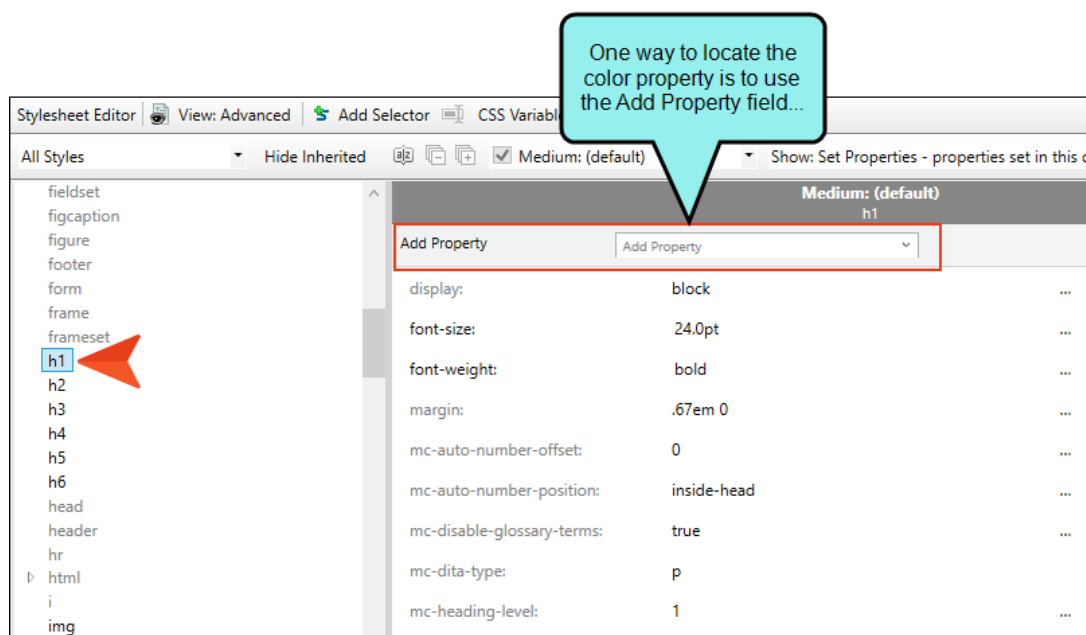 One way to locate the
color property is to use
the Add Property field...
Stylesheet Editor View: Advanced Add Selector CSS
All Styles Hide Inherited Medium: (default) Show: Set Properties - properties set in this
Medium: (default)
h1
Add Property Add Property
fieldset
figcaption
figure
footer
form
frame
frameset
h1
h2
h3
h4
h5
h6
head
header
hr
html
i
img
display: block ...
font-size: 24.0pt ...
font-weight: bold ...
margin: .67em 0 ...
mc-auto-number-offset: 0 ...
mc-auto-number-position: inside-head ...
mc-disable-glossary-terms: true ...
mc-dita-type: p
mc-heading-level: 1 ...